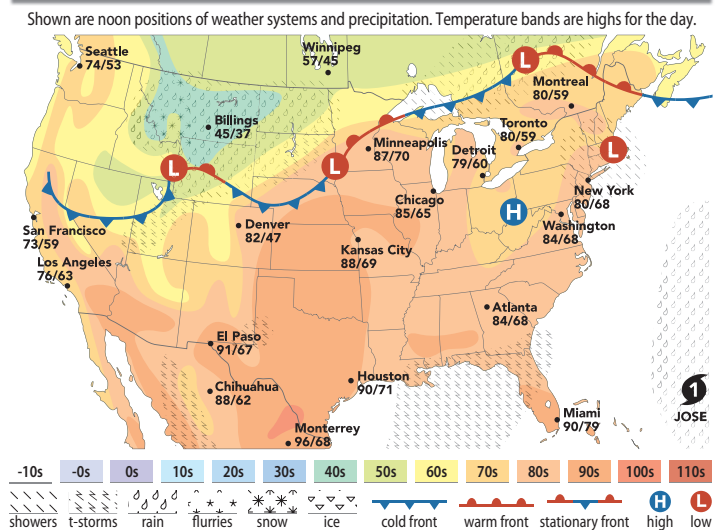 Shown are noon positions of weather systems and precipitation. Temperature bands are highs for the day.
Seattle
74/53
Winnipeg
57/45
L
Montreal
80/59
Billings
45/37
Toronto
80/59
Minneapolis
87/70
Detroit
79/60
L
L
L
New York
80/68
Chicago
85/65
H
Washington
84/68
San Francisco
73/59
Denver
82/47
Kansas City
88/69
Los Angeles
76/63
Atlanta
84/68
El Paso
91/67
Houston
90/71
Chihuahua
88/62
1
JOSE
Miami
90/79
Monterrey
96/68
-10s -0s 0s 10s 20s 30s 40s 50s 60s 70s 80s 90s 100s 110s
H L
showers t-storms rain flurries snow ice cold front warm front stationary front high low